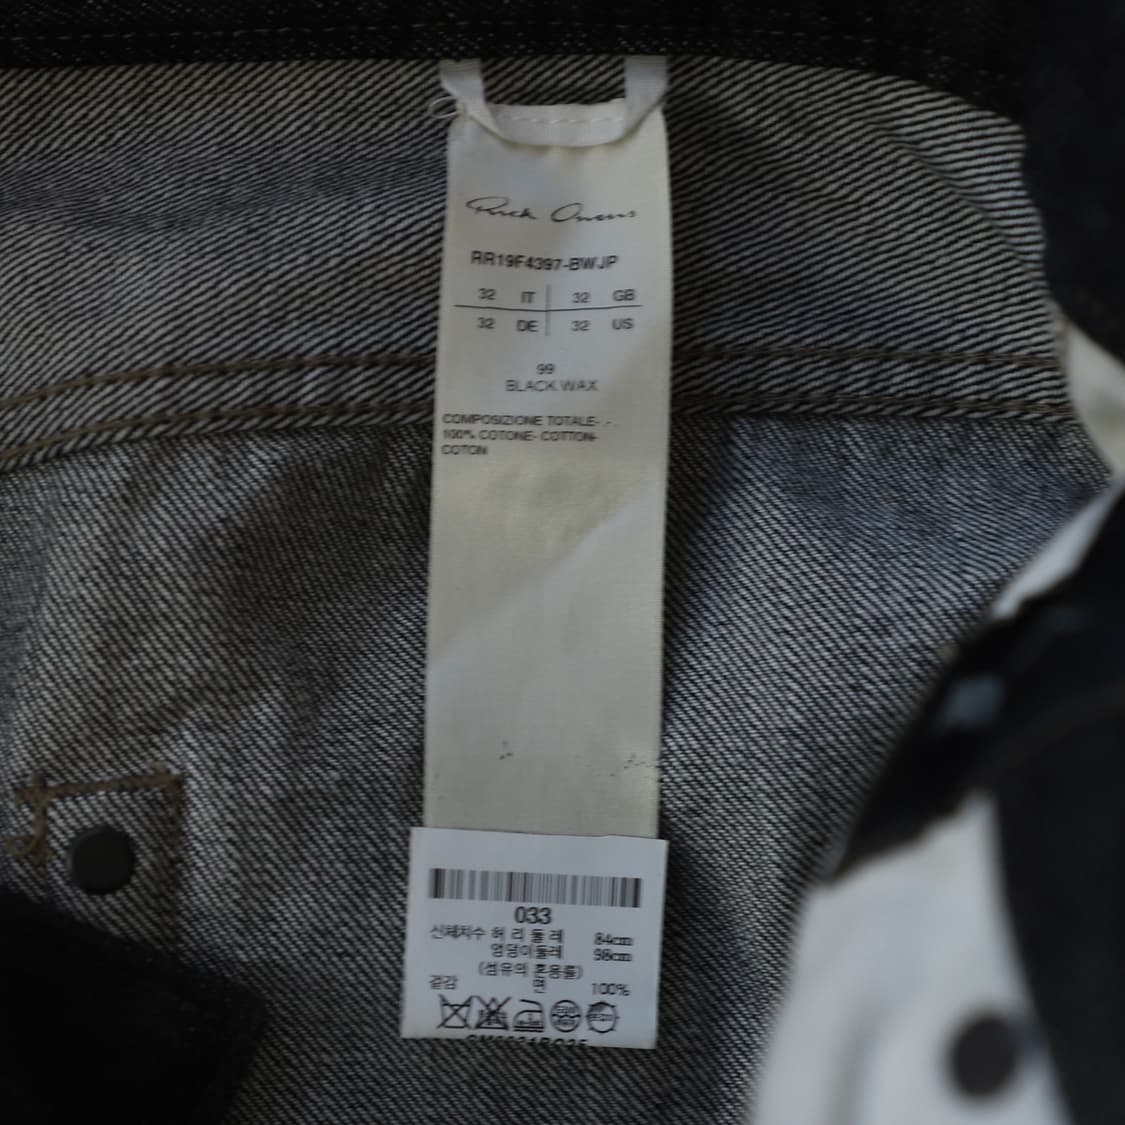 Rick Owens
RR19F4397-BWJP
32 IT 32 GB
32 DE 32 US
99
BLACK WAX
COMPOSIZIONE TOTALE- .-.
100% COTONE- COTTON-
COTON
033
신체치수 허 리 둘 레 84cm
엉덩이둘레 98cm
(섬유의 혼용률)
겉감 면 100%